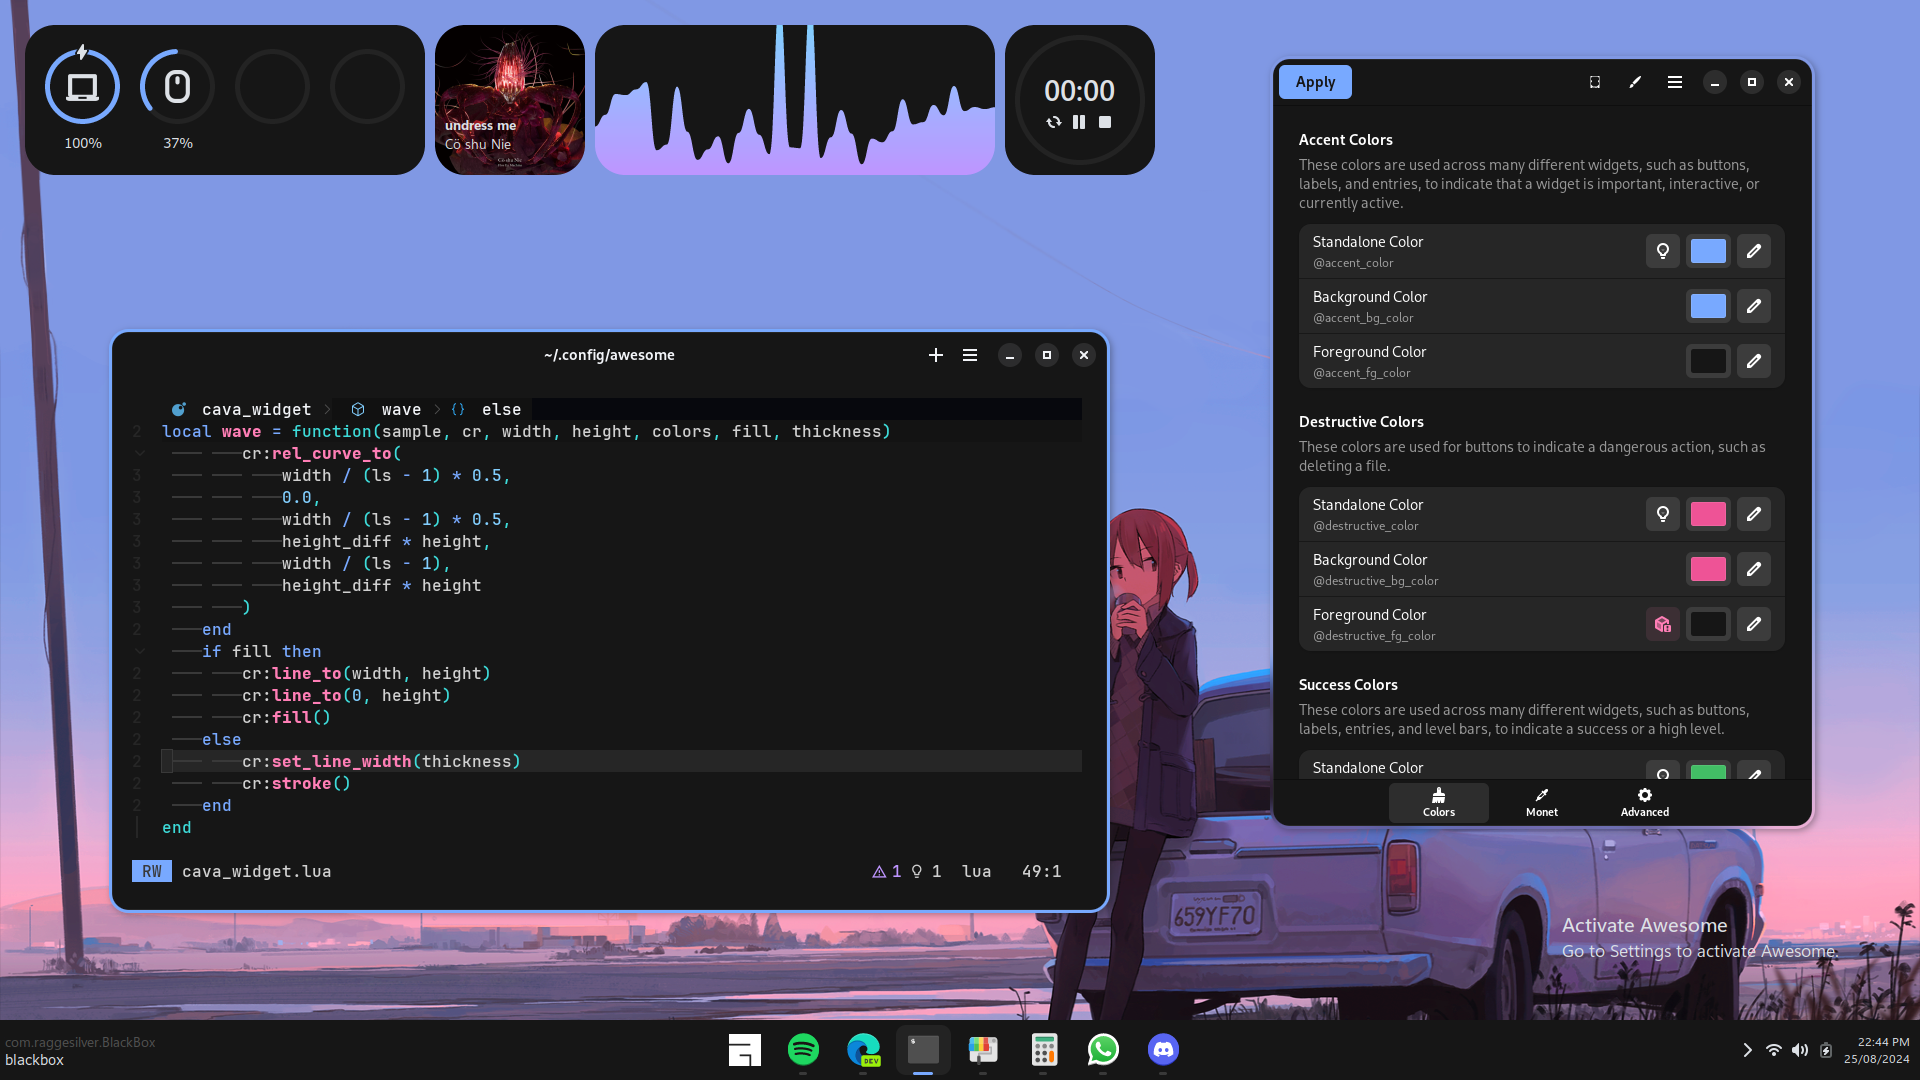 100%
37%
undress me
Cö shu Nie
Cö shu Nie
00:00
~/.config/awesome
cava_widget > wave > {} else
2 local wave = function(sample, cr, width, height, colors, fill, thickness)
cr:rel_curve_to(
3 width / (ls - 1) * 0.5,
3 0.0,
3 width / (ls - 1) * 0.5,
3 height_diff * height,
3 width / (ls - 1),
3 height_diff * height
3 )
2 end
if fill then
2 cr:line_to(width, height)
2 cr:line_to(0, height)
2 cr:fill()
2 else
2 cr:set_line_width(thickness)
2 cr:stroke()
2 end
end
RW cava_widget.lua 1 1 lua 49:1
Apply
Accent Colors
These colors are used across many different widgets, such as buttons,
labels, and entries, to indicate that a widget is important, interactive, or
currently active.
Standalone Color
@accent_color
Background Color
@accent_bg_color
Foreground Color
@accent_fg_color
Destructive Colors
These colors are used for buttons to indicate a dangerous action, such as
deleting a file.
Standalone Color
@destructive_color
Background Color
@destructive_bg_color
Foreground Color
@destructive_fg_color
Success Colors
These colors are used across many different widgets, such as buttons,
labels, entries, and level bars, to indicate a success or a high level.
Standalone Color
Colors
Monet
Advanced
659YF70
Activate Awesome
Go to Settings to activate Awesome.
com.raggesilver.BlackBox
blackbox
DEV
22:44 PM
25/08/2024